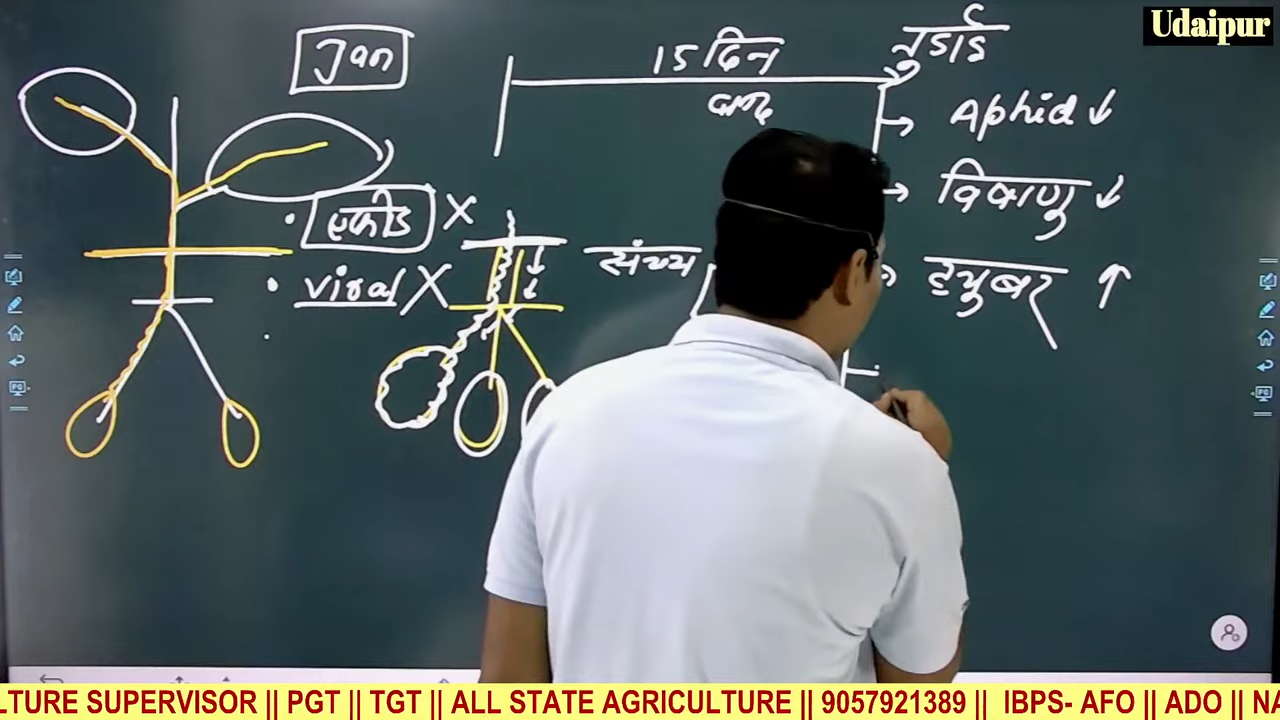 Udaipur
Jan
15 दिन
बाद
तुड़ाई
Aphid ↓
विषाणु ↓
एफीड X
viral X
संचय
ट्युबर ↑
LTURE SUPERVISOR || PGT || TGT || ALL STATE AGRICULTURE || 9057921389 || IBPS- AFO || ADO || NA